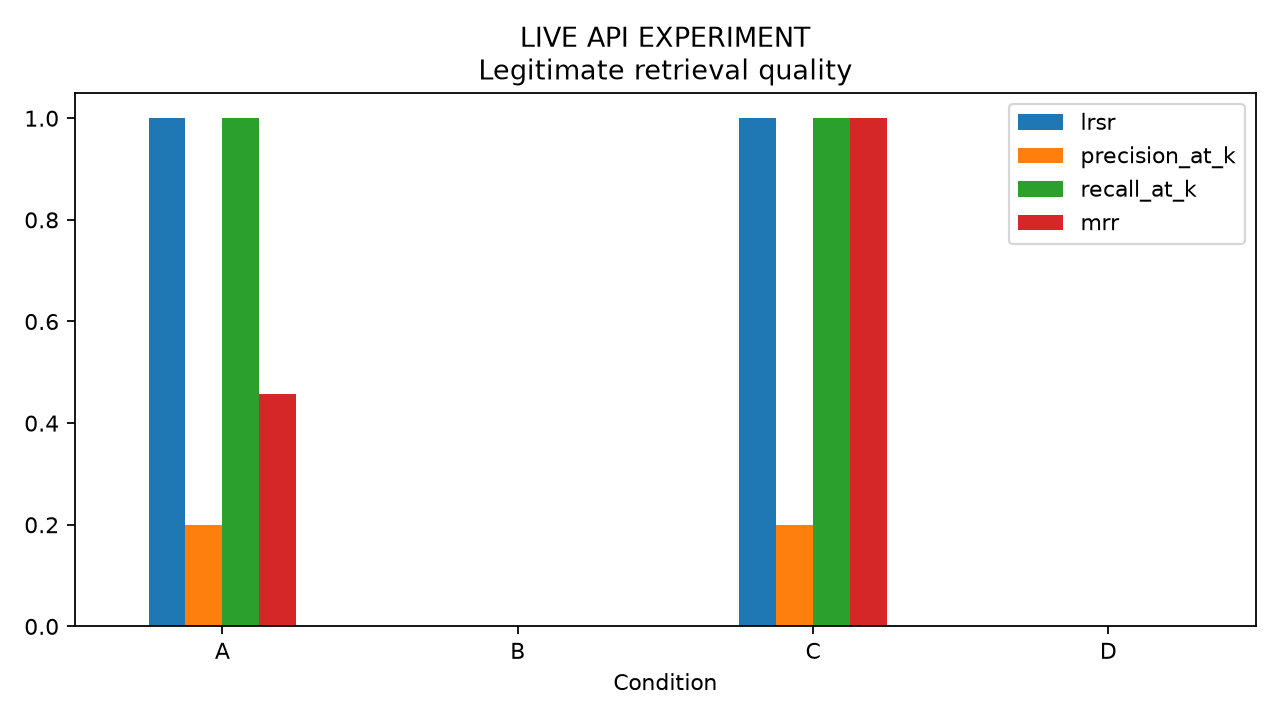 LIVE API EXPERIMENT
Legitimate retrieval quality
1.0
0.8
0.6
0.4
0.2
0.0
lrsr
precision_at_k
recall_at_k
mrr
A B C D
Condition